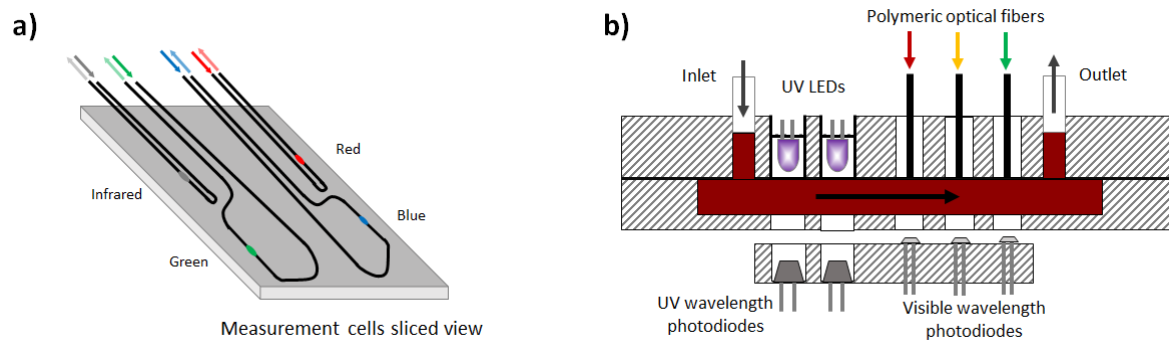 a)
Red
Infrared
Blue
Green
Measurement cells sliced view
b)
Polymeric optical fibers
Inlet
UV LEDs
Outlet
UV wavelength
photodiodes
Visible wavelength
photodiodes